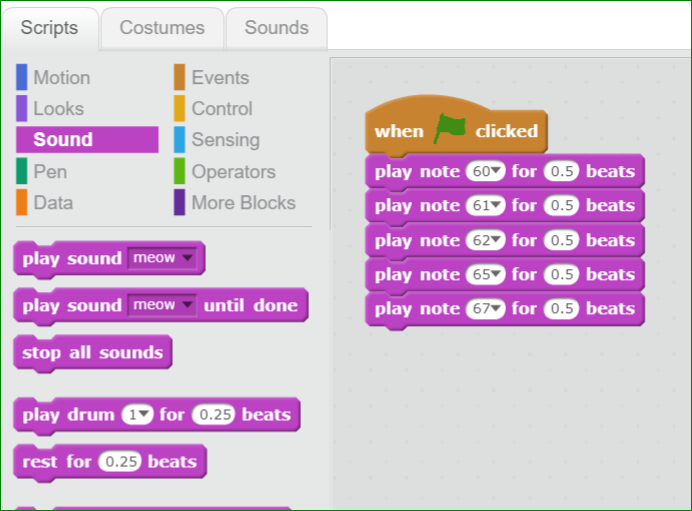 Scripts Costumes Sounds
Motion Events
Looks Control
Sound Sensing
Pen Operators
Data More Blocks
play sound meow
play sound meow until done
stop all sounds
play drum 1 for 0.25 beats
rest for 0.25 beats
when clicked
play note 60 for 0.5 beats
play note 61 for 0.5 beats
play note 62 for 0.5 beats
play note 65 for 0.5 beats
play note 67 for 0.5 beats